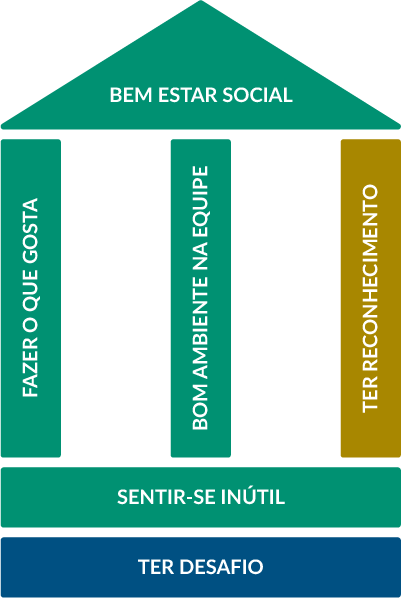 BEM ESTAR SOCIAL
FAZER O QUE GOSTA
BOM AMBIENTE NA EQUIPE
TER RECONHECIMENTO
SENTIR-SE INÚTIL
TER DESAFIO